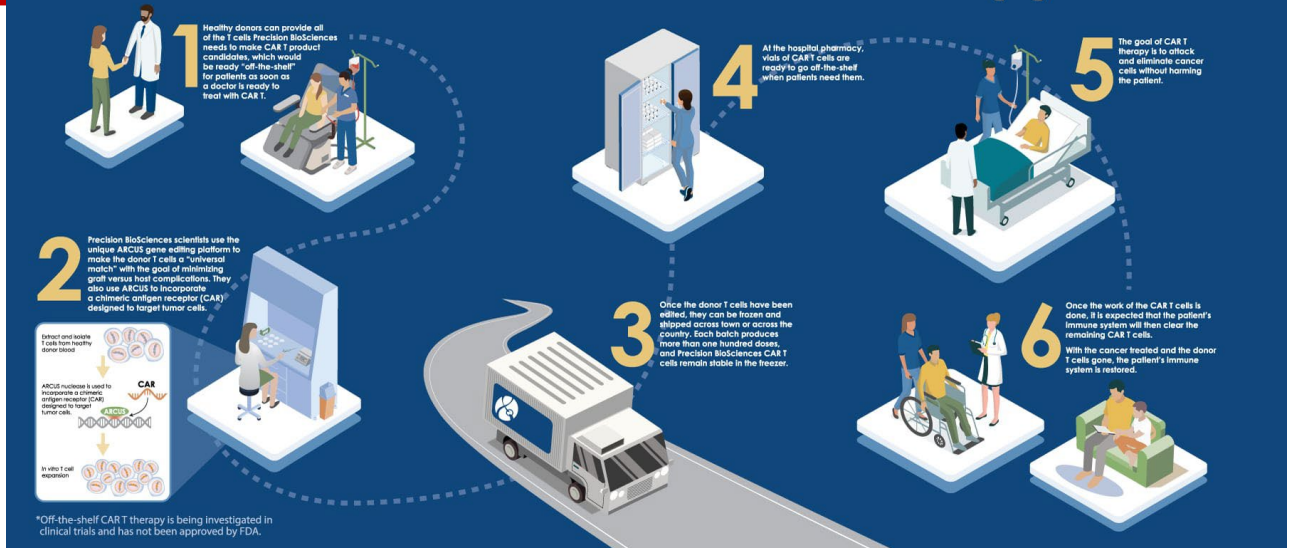 1
Healthy donors can provide all
of the T cells Precision BioSciences
needs to make CAR T product
candidates, which would
be ready "off-the-shelf"
for patients as soon as
a doctor is ready to
treat with CAR T.
2
Precision BioSciences scientists use the
unique ARCUS gene editing platform to
make the donor T cells a "universal
match" with the goal of minimizing
graft versus host complications. They
also use ARCUS to incorporate
a chimeric antigen receptor (CAR)
designed to target tumor cells.
Extract and isolate
T cells from healthy
donor blood
ARCUS nuclease is used to
incorporate a chimeric
antigen receptor (CAR)
designed to target
tumor cells.
CAR
ARCUS
In vitro T cell
expansion
*Off-the-shelf CAR T therapy is being investigated in
clinical trials and has not been approved by FDA.
3
Once the donor T cells have been
edited, they can be frozen and
shipped across town or across the
country. Each batch produces
more than one hundred doses,
and Precision BioSciences CAR T
cells remain stable in the freezer.
4
At the hospital pharmacy,
vials of CAR T cells are
ready to go off-the-shelf
when patients need them.
5
The goal of CAR T
therapy is to attack
and eliminate cancer
cells without harming
the patient.
6
Once the work of the CAR T cells is
done, it is expected that the patient's
immune system will then clear the
remaining CAR T cells.
With the cancer treated and the donor
T cells gone, the patient's immune
system is restored.